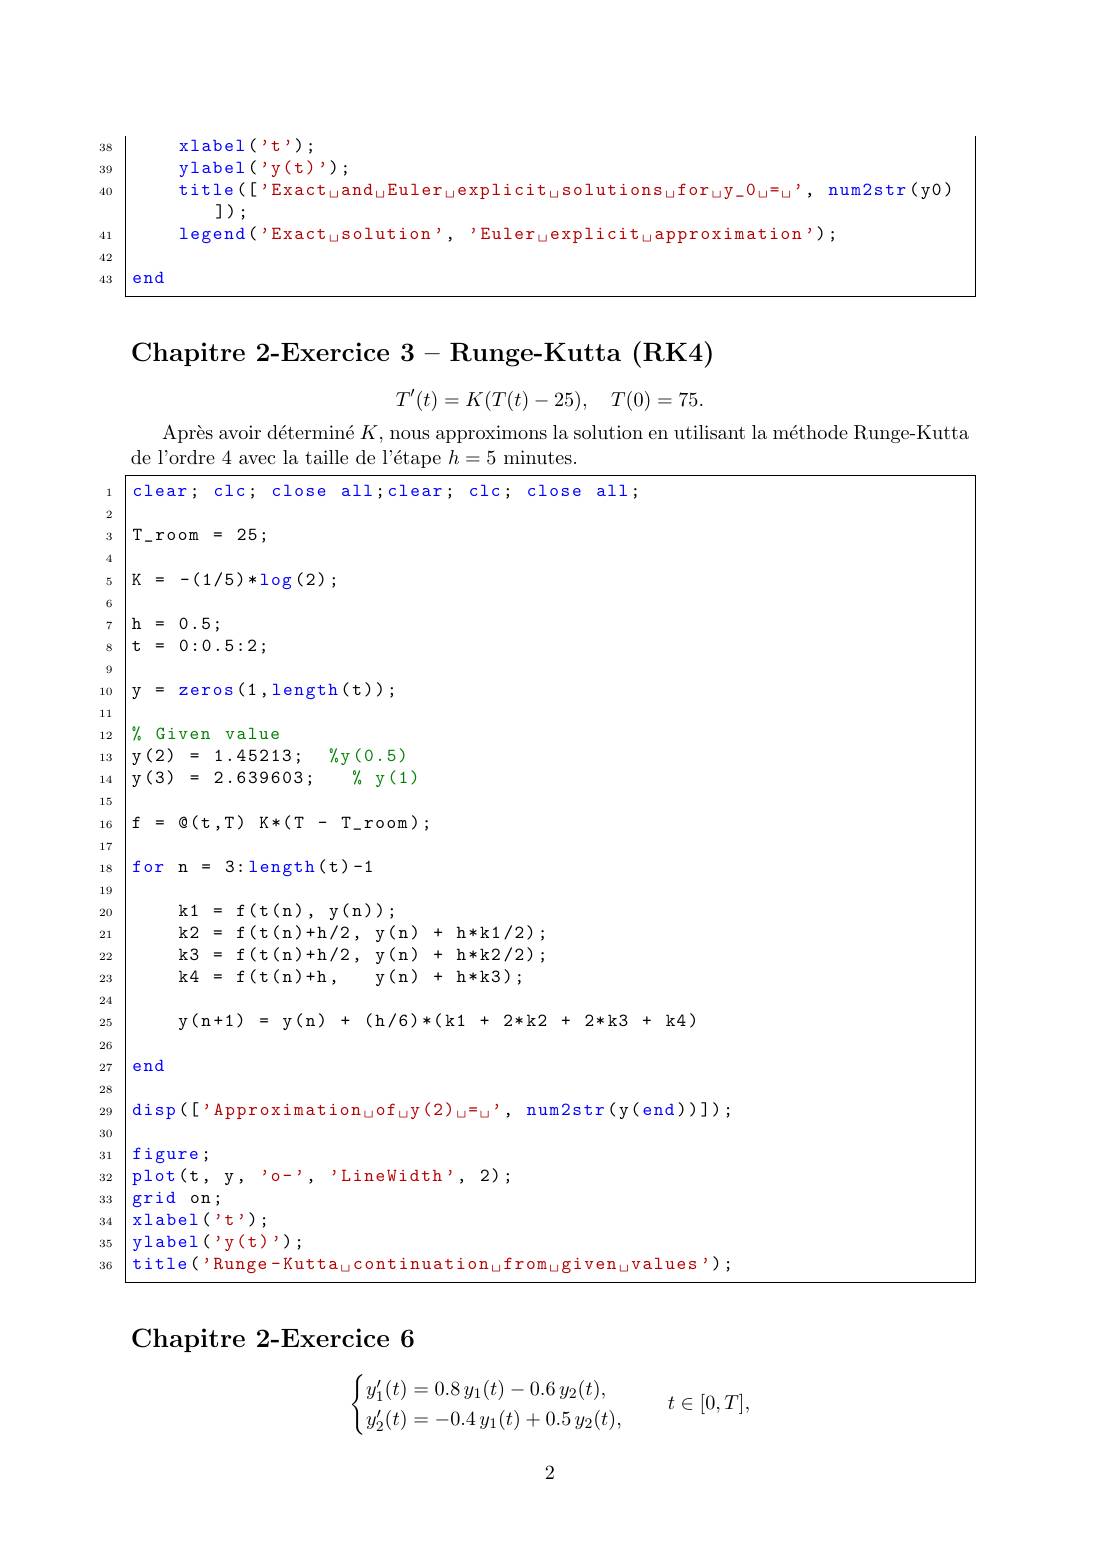 38 xlabel('t');
39 ylabel('y(t)');
40 title(['Exact␣and␣Euler␣explicit␣solutions␣for␣y_0␣=␣', num2str(y0)
]);
41 legend('Exact␣solution', 'Euler␣explicit␣approximation');
42
43 end
Chapitre 2-Exercice 3 – Runge-Kutta (RK4)
T′(t) = K(T(t) − 25), T(0) = 75.
Après avoir déterminé K, nous approximons la solution en utilisant la méthode Runge-Kutta
de l'ordre 4 avec la taille de l'étape h = 5 minutes.
1 clear; clc; close all;clear; clc; close all;
2
3 T_room = 25;
4
5 K = -(1/5)*log(2);
6
7 h = 0.5;
8 t = 0:0.5:2;
9
10 y = zeros(1,length(t));
11
12 % Given value
13 y(2) = 1.45213; %y(0.5)
14 y(3) = 2.639603; % y(1)
15
16 f = @(t,T) K*(T - T_room);
17
18 for n = 3:length(t)-1
19
20 k1 = f(t(n), y(n));
21 k2 = f(t(n)+h/2, y(n) + h*k1/2);
22 k3 = f(t(n)+h/2, y(n) + h*k2/2);
23 k4 = f(t(n)+h, y(n) + h*k3);
24
25 y(n+1) = y(n) + (h/6)*(k1 + 2*k2 + 2*k3 + k4)
26
27 end
28
29 disp(['Approximation␣of␣y(2)␣=␣', num2str(y(end))]);
30
31 figure;
32 plot(t, y, 'o-', 'LineWidth', 2);
33 grid on;
34 xlabel('t');
35 ylabel('y(t)');
36 title('Runge-Kutta␣continuation␣from␣given␣values');
Chapitre 2-Exercice 6
y′₁(t) = 0.8 y₁(t) − 0.6 y₂(t),
t ∈ [0, T],
y′₂(t) = −0.4 y₁(t) + 0.5 y₂(t),
2